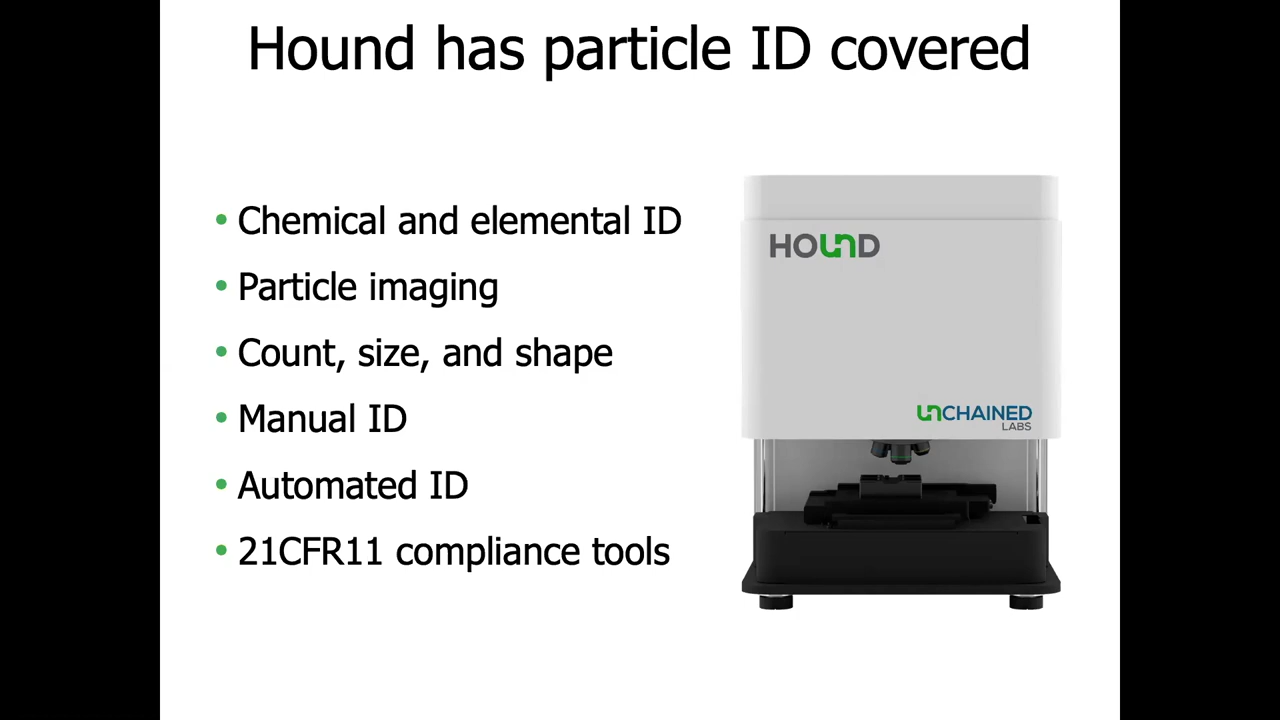 Hound has particle ID covered
• Chemical and elemental ID
• Particle imaging
• Count, size, and shape
• Manual ID
• Automated ID
• 21CFR11 compliance tools
HOUND
UNCHAINED
LABS